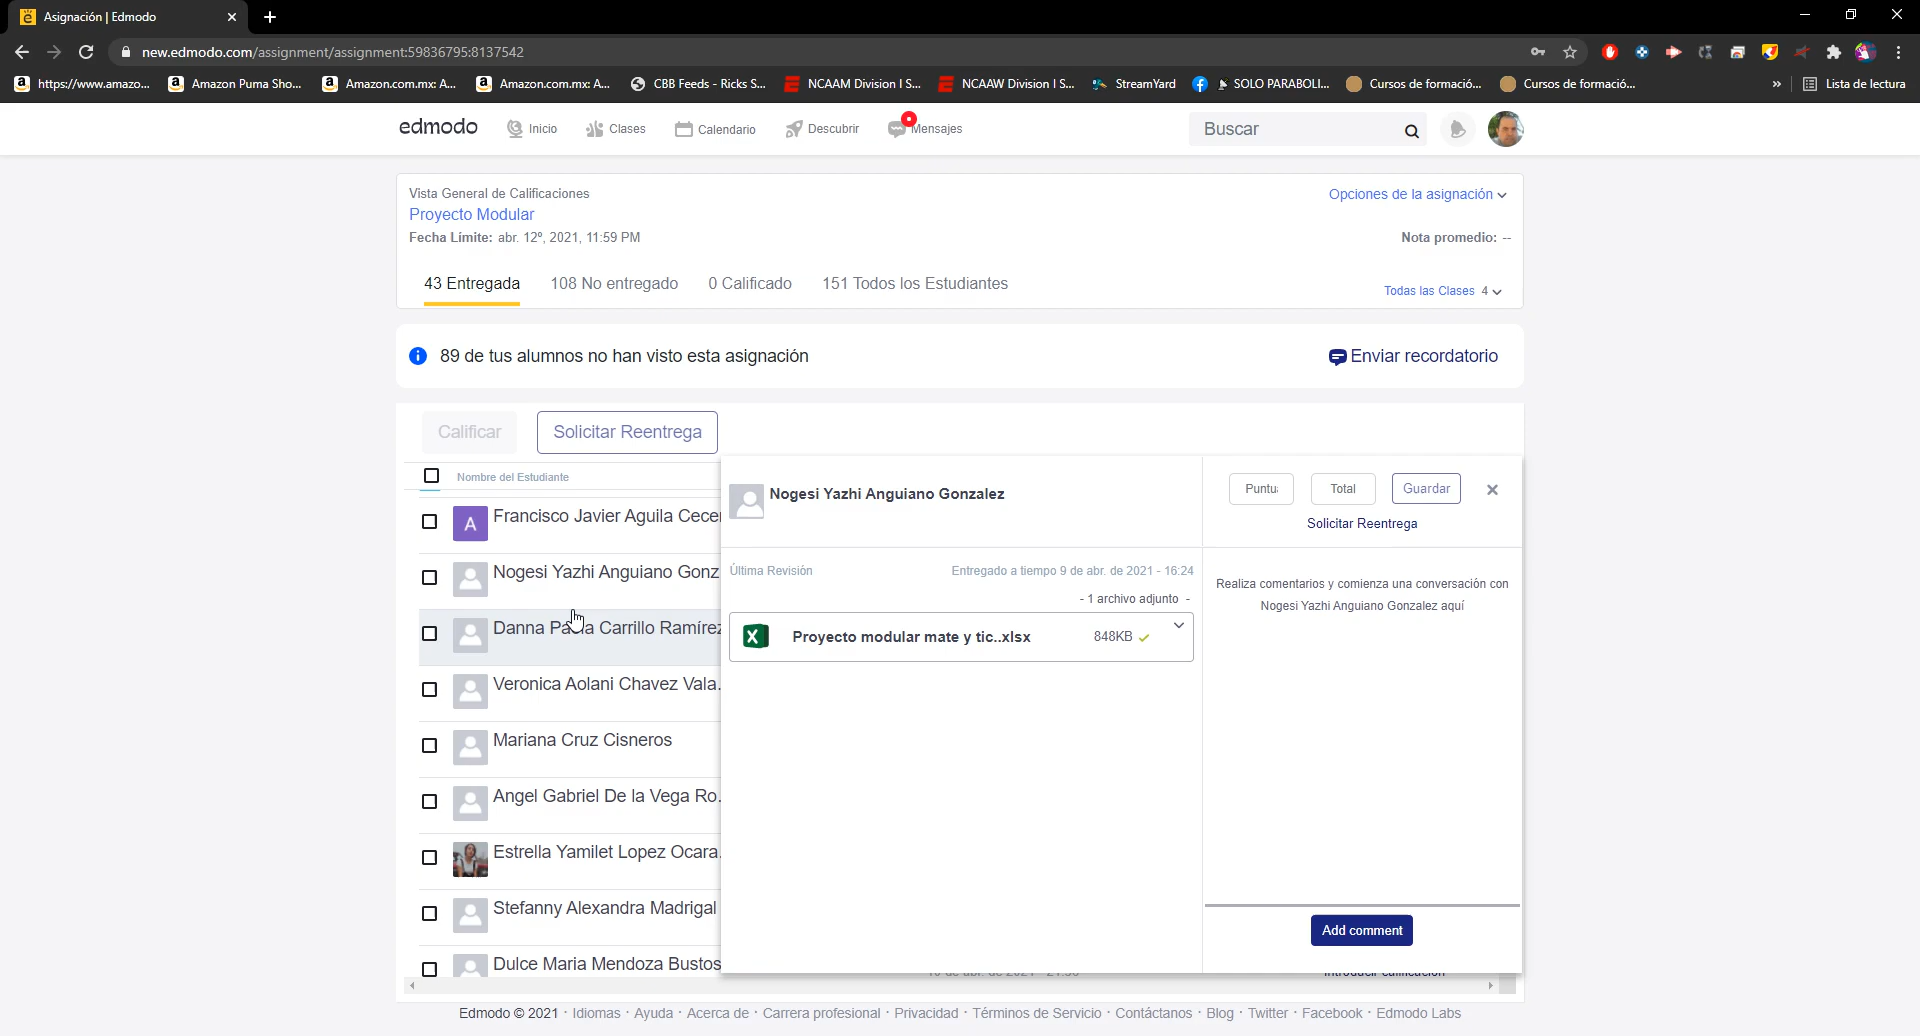 Asignación | Edmodo
new.edmodo.com/assignment/assignment:59836795:8137542
https://www.amazo... Amazon Puma Sho... Amazon.com.mx: A... Amazon.com.mx: A... CBB Feeds - Ricks S... NCAAM Division I S... NCAAW Division I S... StreamYard SOLO PARABOLI... Cursos de formació... Cursos de formació... » Lista de lectura
edmodo Inicio Clases Calendario Descubrir Mensajes Buscar
Vista General de Calificaciones Opciones de la asignación
Proyecto Modular
Fecha Límite: abr. 12º, 2021, 11:59 PM Nota promedio: --
43 Entregada 108 No entregado 0 Calificado 151 Todos los Estudiantes Todas las Clases 4
89 de tus alumnos no han visto esta asignación Enviar recordatorio
Calificar Solicitar Reentrega
Nombre del Estudiante
A Francisco Javier Aguila Cecer
Nogesi Yazhi Anguiano Gonz
Danna Paola Carrillo Ramírez
Veronica Aolani Chavez Vala.
Mariana Cruz Cisneros
Angel Gabriel De la Vega Ro.
Estrella Yamilet Lopez Ocara.
Stefanny Alexandra Madrigal
Dulce Maria Mendoza Bustos
Nogesi Yazhi Anguiano Gonzalez
Última Revisión Entregado a tiempo 9 de abr. de 2021 - 16:24
- 1 archivo adjunto -
Proyecto modular mate y tic..xlsx 848KB
Puntu Total Guardar
Solicitar Reentrega
Realiza comentarios y comienza una conversación con
Nogesi Yazhi Anguiano Gonzalez aquí
Add comment
Introducir calificación
Edmodo © 2021 · Idiomas · Ayuda · Acerca de · Carrera profesional · Privacidad · Términos de Servicio · Contáctanos · Blog · Twitter · Facebook · Edmodo Labs